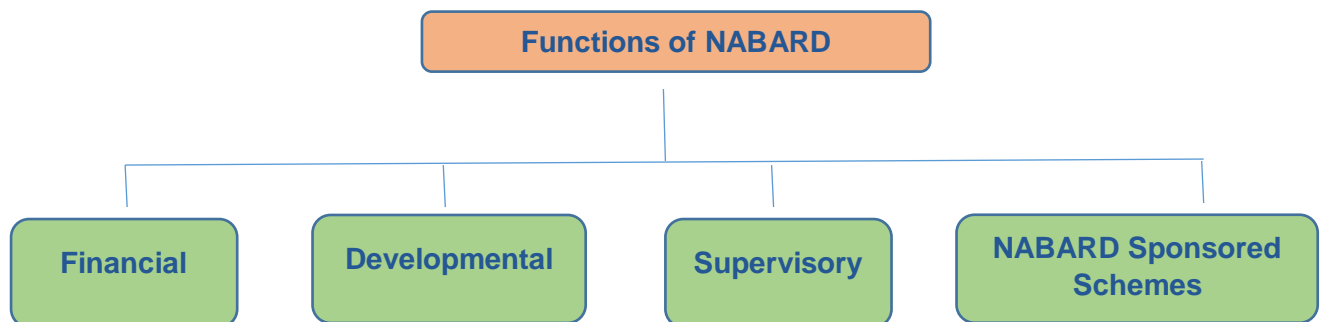 Functions of NABARD
Financial
Developmental
Supervisory
NABARD Sponsored
Schemes